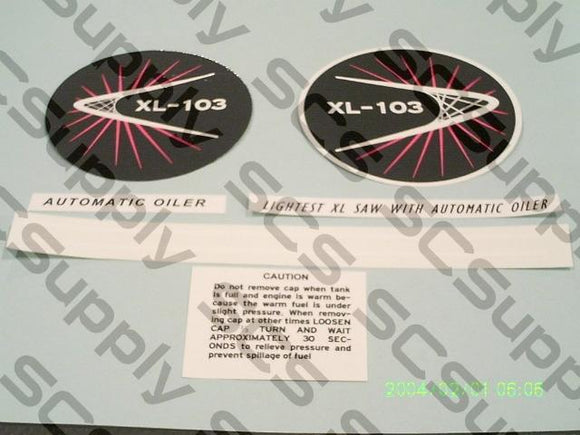 XL-103
XL-103
AUTOMATIC OILER
LIGHTEST XL SAW WITH AUTOMATIC OILER
CAUTION
Do not remove cap when tank
is full and engine is warm be-
cause the warm fuel is under
slight pressure. When remov-
ing cap at other times LOOSEN
CAP TURN AND WAIT
APPROXIMATELY 30 SEC-
ONDS to relieve pressure and
prevent spillage of fuel
2004/02/01 06:06
SCS Supply